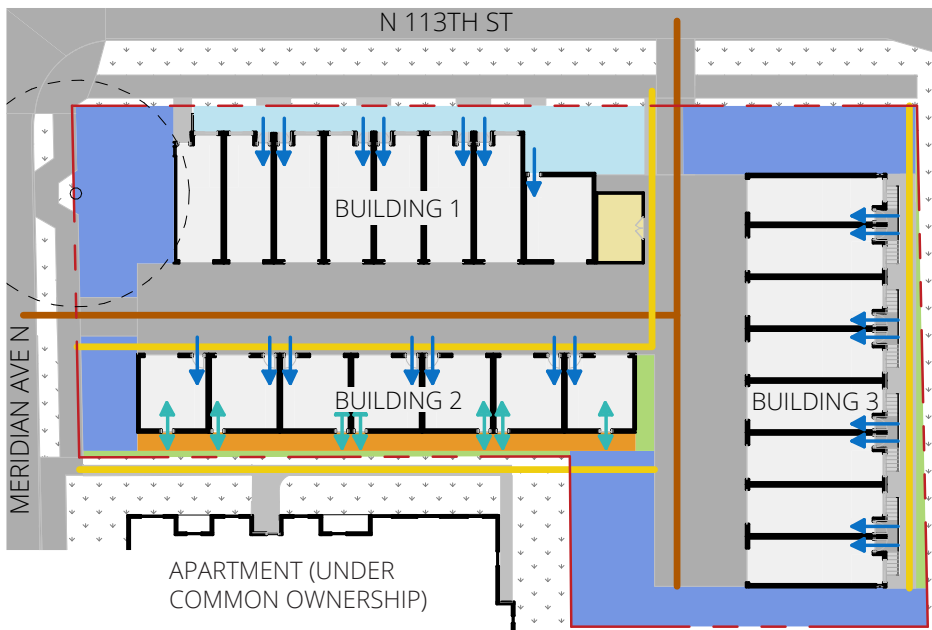 N 113TH ST
BUILDING 1
MERIDIAN AVE N
BUILDING 2
BUILDING 3
APARTMENT (UNDER
COMMON OWNERSHIP)